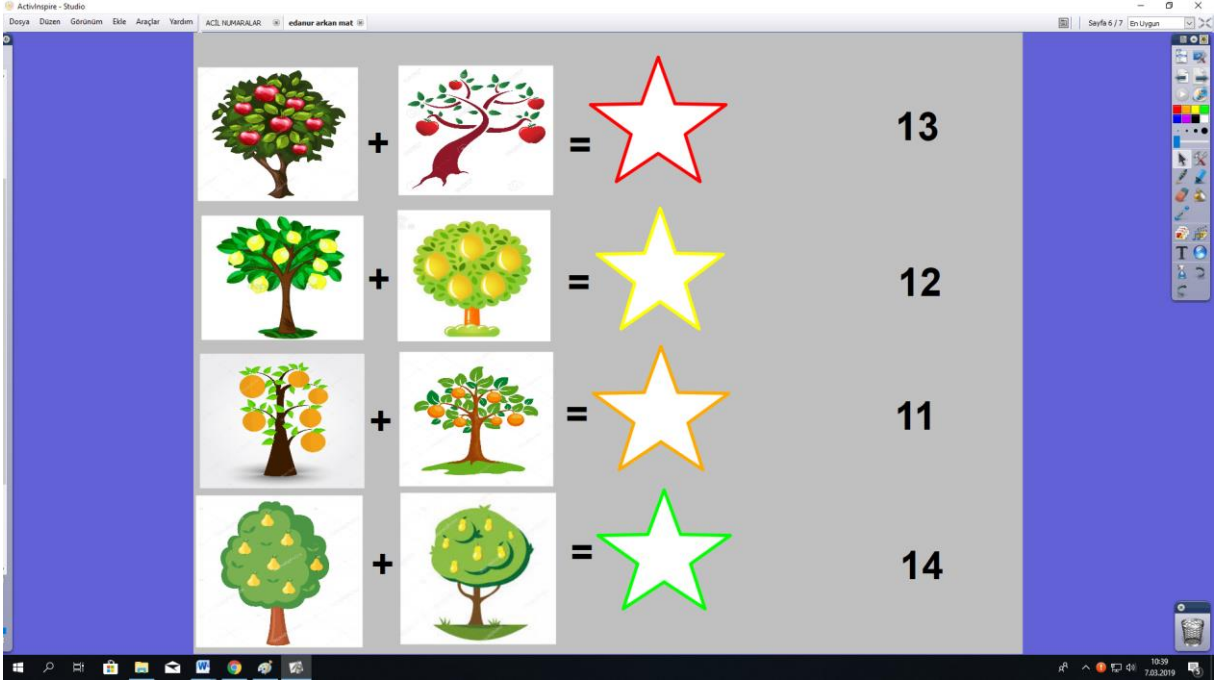 ActivInspire - Studio
Dosya Düzen Görünüm Ekle Araçlar Yardım
ACİL NUMARALAR edanur arkan mat
Sayfa 6 / 7 En Uygun
+ = 13
+ = 12
+ = 11
+ = 14
10:39
7.03.2019